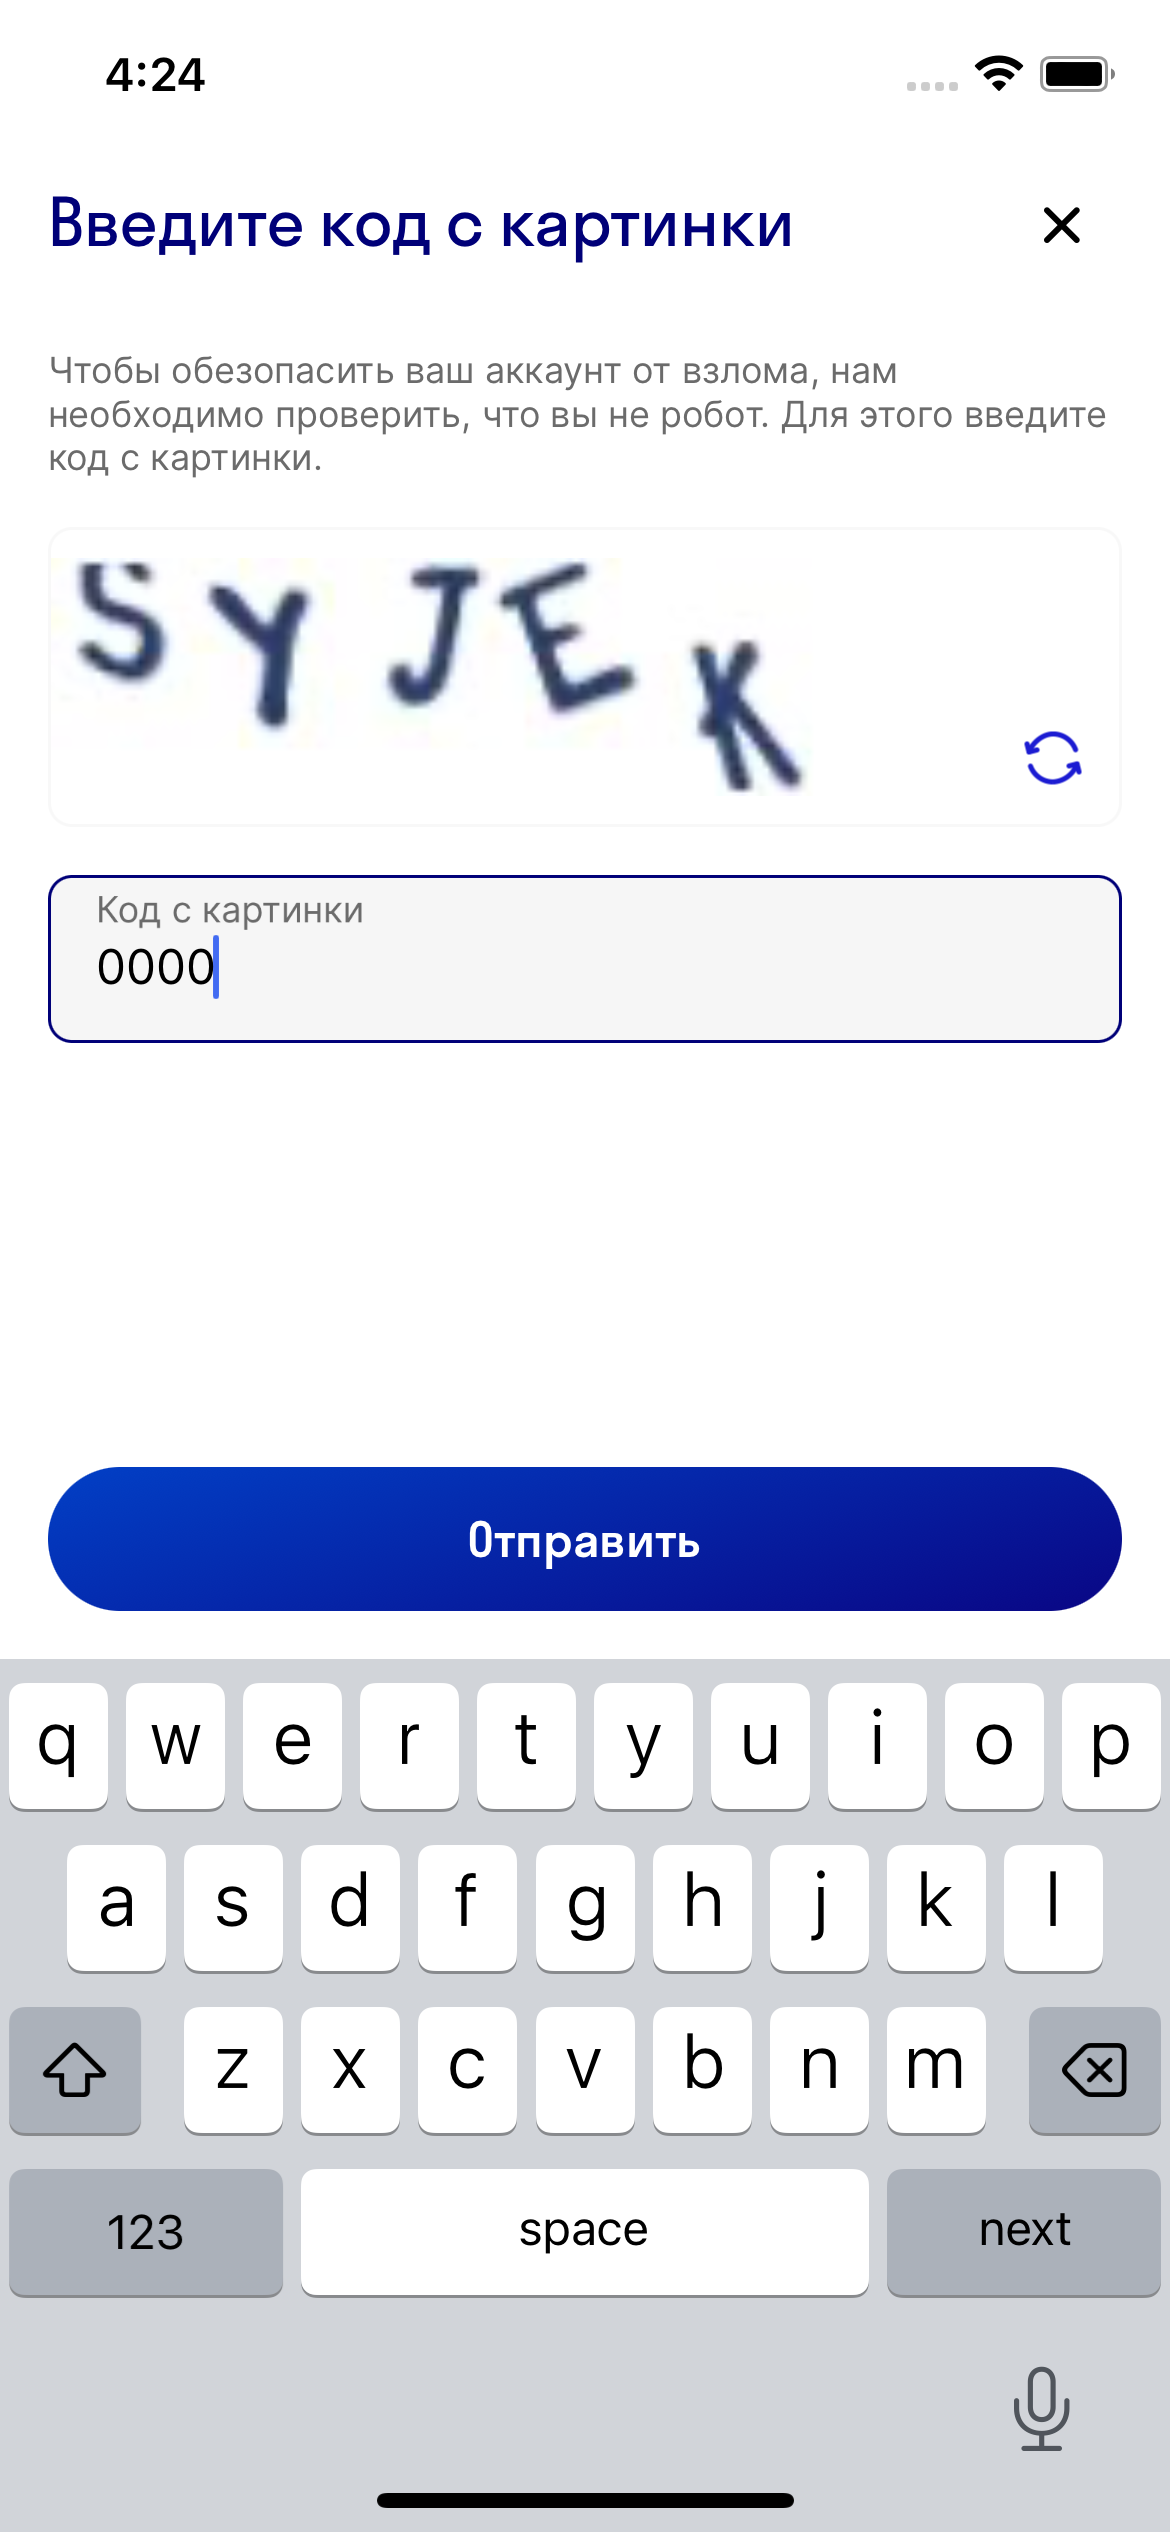 4:24
Введите код с картинки
Чтобы обезопасить ваш аккаунт от взлома, нам
необходимо проверить, что вы не робот. Для этого введите
код с картинки.
SYJEK
Код с картинки
0000
Отправить
q w e r t y u i o p
a s d f g h j k l
z x c v b n m
123 space next